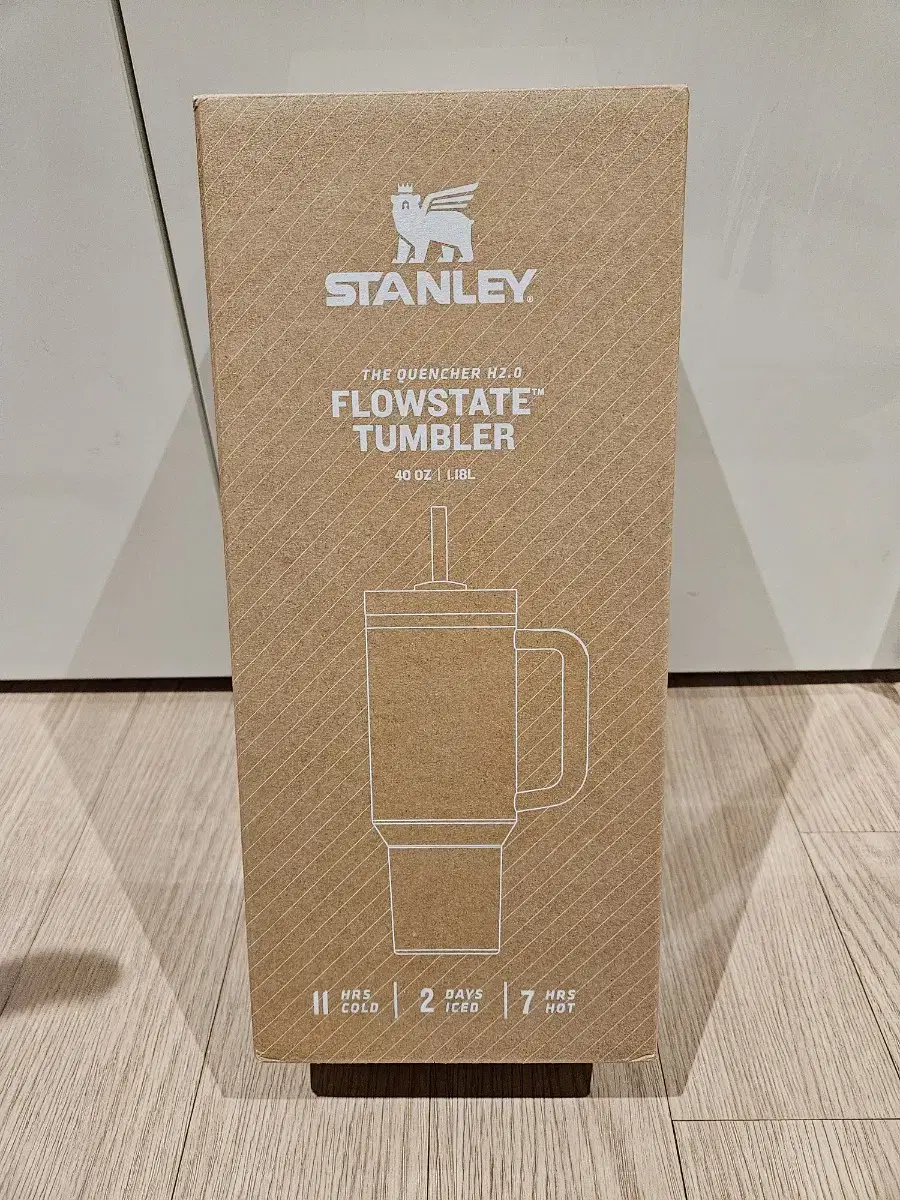 STANLEY®
THE QUENCHER H2.0
FLOWSTATE™
TUMBLER
40 OZ | 1.18L
11 HRS COLD | 2 DAYS ICED | 7 HRS HOT